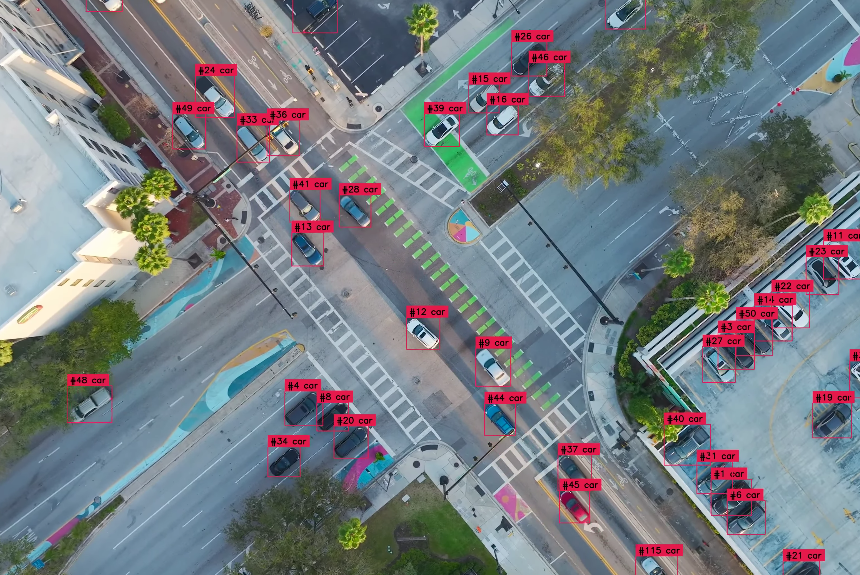 #26 car
#46 car
#24 car
#15 car
#16 car
#39 car
#49 car
#33 c
#36 car
#41 car
#28 car
#13 car
#11 car
#23 car
#22 car
#14 car
#50 car
#3 car
#27 car
#12 car
#9 car
#48 car
#4 car
#8 car
#44 car
#19 car
#20 car
#40 car
#34 car
#37 car
#31 car
#1 car
#45 car
#6 car
#115 car
#21 car